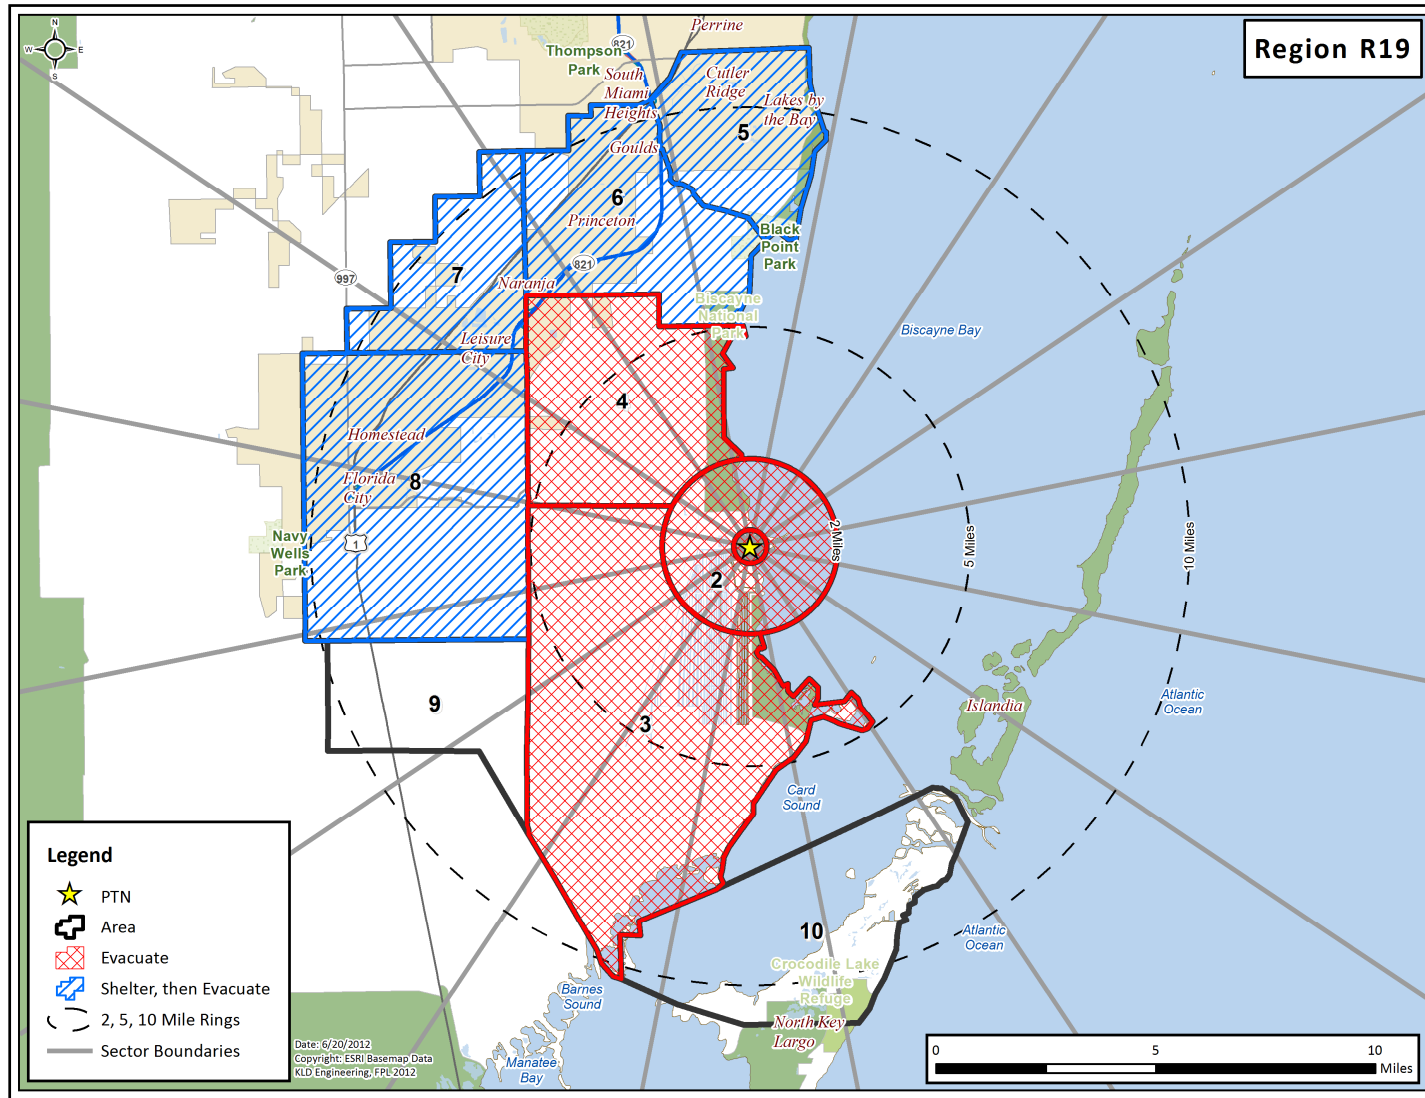 Region R19
N
W
E
S
Perrine
821
Thompson
Park
South
Miami
Heights
Cutler
Ridge
Lakes by
the Bay
5
Goulds
6
Princeton
Black
Point
Park
821
7
997
Naranja
Biscayne
National
Park
Biscayne Bay
Leisure
City
4
Homestead
8
Florida
City
Navy
Wells
Park
1
2 Miles
5 Miles
10 Miles
2
9
3
Islandia
Atlantic
Ocean
Card
Sound
10
Atlantic
Ocean
Crocodile Lake
Wildlife
Refuge
Barnes
Sound
North Key
Largo
Manatee
Bay
Legend
PTN
Area
Evacuate
Shelter, then Evacuate
2, 5, 10 Mile Rings
Sector Boundaries
Date: 6/20/2012
Copyright: ESRI Basemap Data
KLD Engineering, FPL 2012
0
5
10
Miles